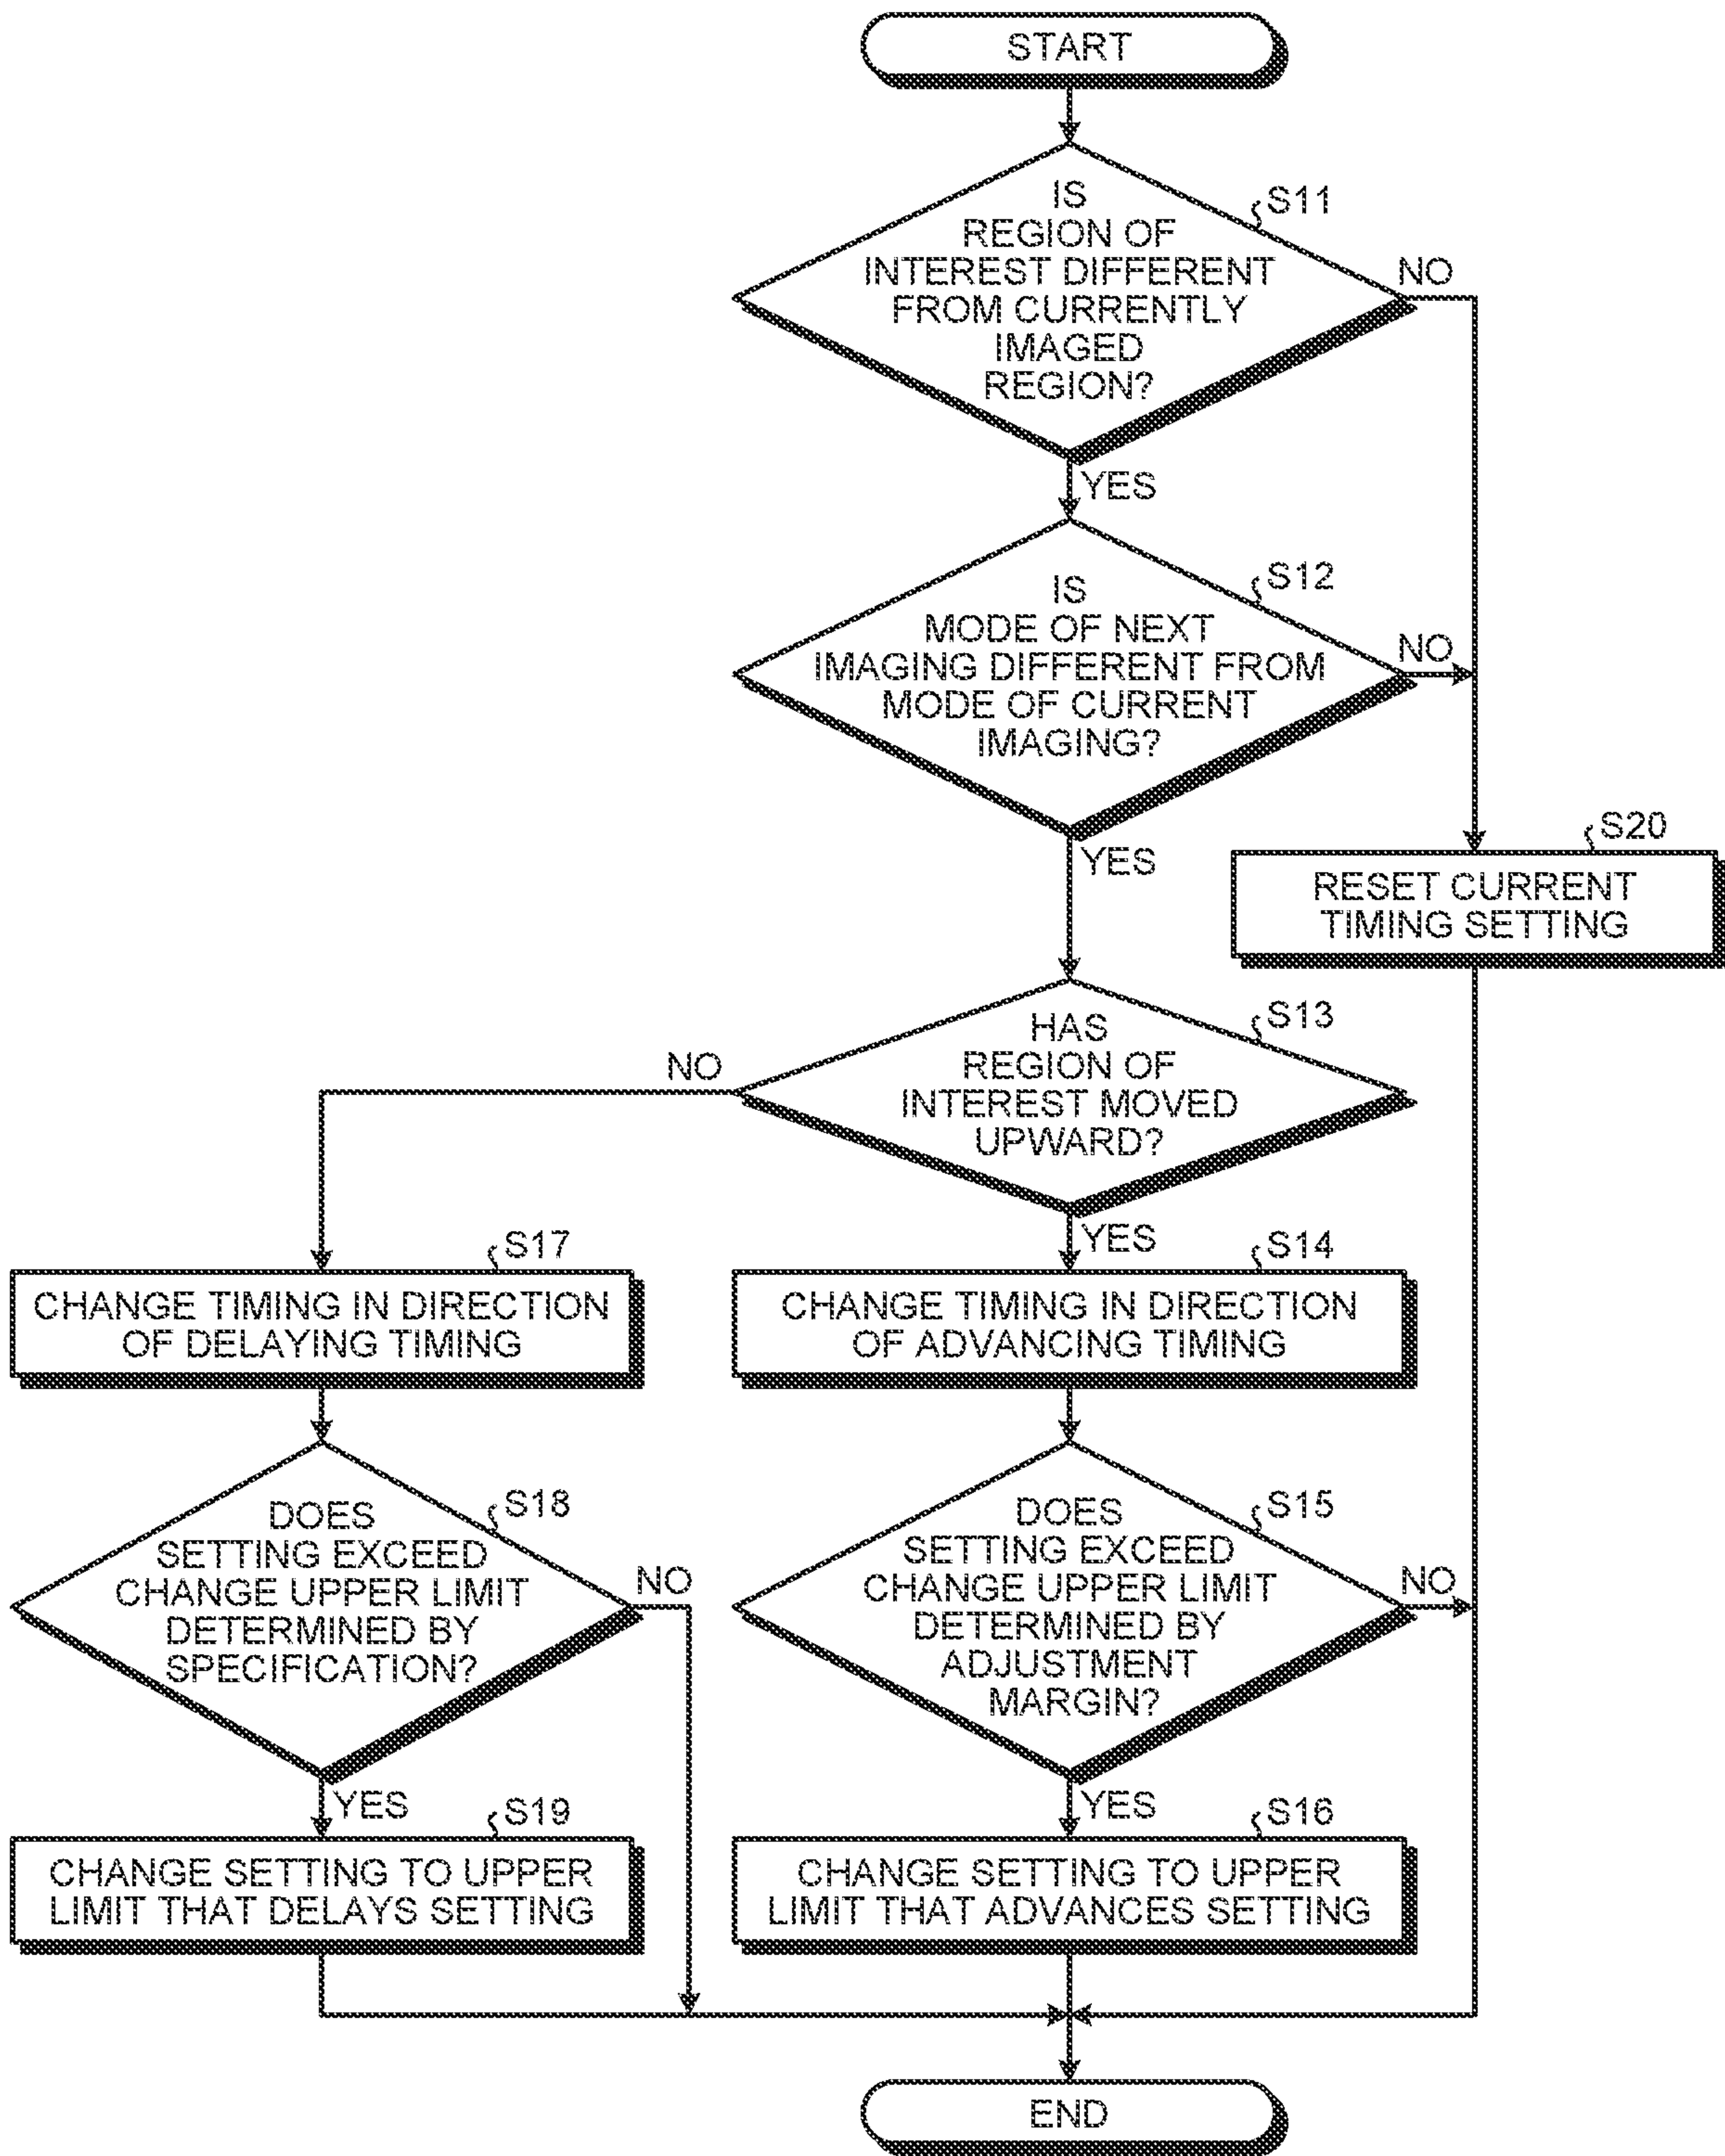 START
S11
IS
REGION OF
INTEREST DIFFERENT
FROM CURRENTLY
IMAGED
REGION?
NO
YES
S12
IS
MODE OF NEXT
IMAGING DIFFERENT FROM
MODE OF CURRENT
IMAGING?
NO
YES
S20
RESET CURRENT
TIMING SETTING
S13
HAS
REGION OF
INTEREST MOVED
UPWARD?
NO
YES
S17
CHANGE TIMING IN DIRECTION
OF DELAYING TIMING
S14
CHANGE TIMING IN DIRECTION
OF ADVANCING TIMING
S18
DOES
SETTING EXCEED
CHANGE UPPER LIMIT
DETERMINED BY
SPECIFICATION?
NO
YES
S15
DOES
SETTING EXCEED
CHANGE UPPER LIMIT
DETERMINED BY
ADJUSTMENT
MARGIN?
NO
YES
S19
CHANGE SETTING TO UPPER
LIMIT THAT DELAYS SETTING
S16
CHANGE SETTING TO UPPER
LIMIT THAT ADVANCES SETTING
END